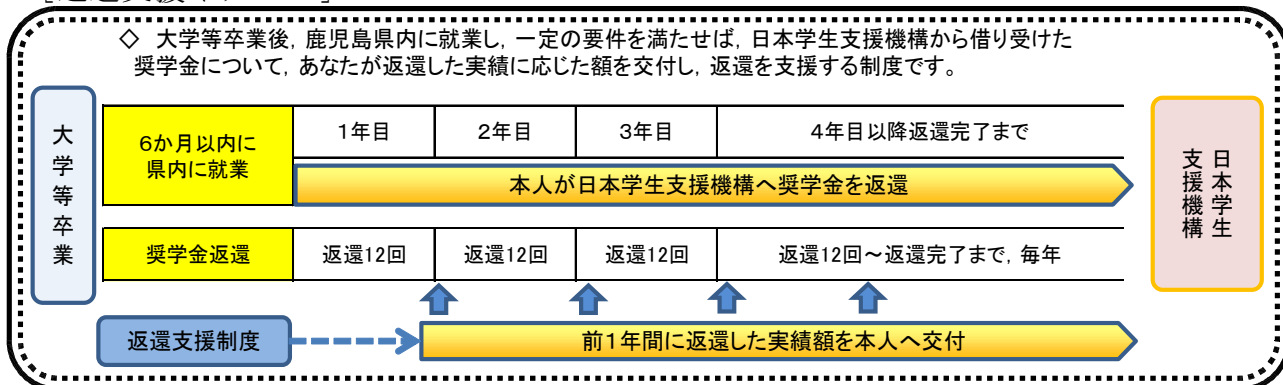 ◇　大学等卒業後，鹿児島県内に就業し，一定の要件を満たせば，日本学生支援機構から借り受けた
奨学金について，あなたが返還した実績に応じた額を交付し，返還を支援する制度です。
大学等卒業
6か月以内に
県内に就業
1年目
2年目
3年目
4年目以降返還完了まで
本人が日本学生支援機構へ奨学金を返還
奨学金返還
返還12回
返還12回
返還12回
返還12回～返還完了まで，毎年
返還支援制度
前1年間に返還した実績額を本人へ交付
日本学生
支援機構